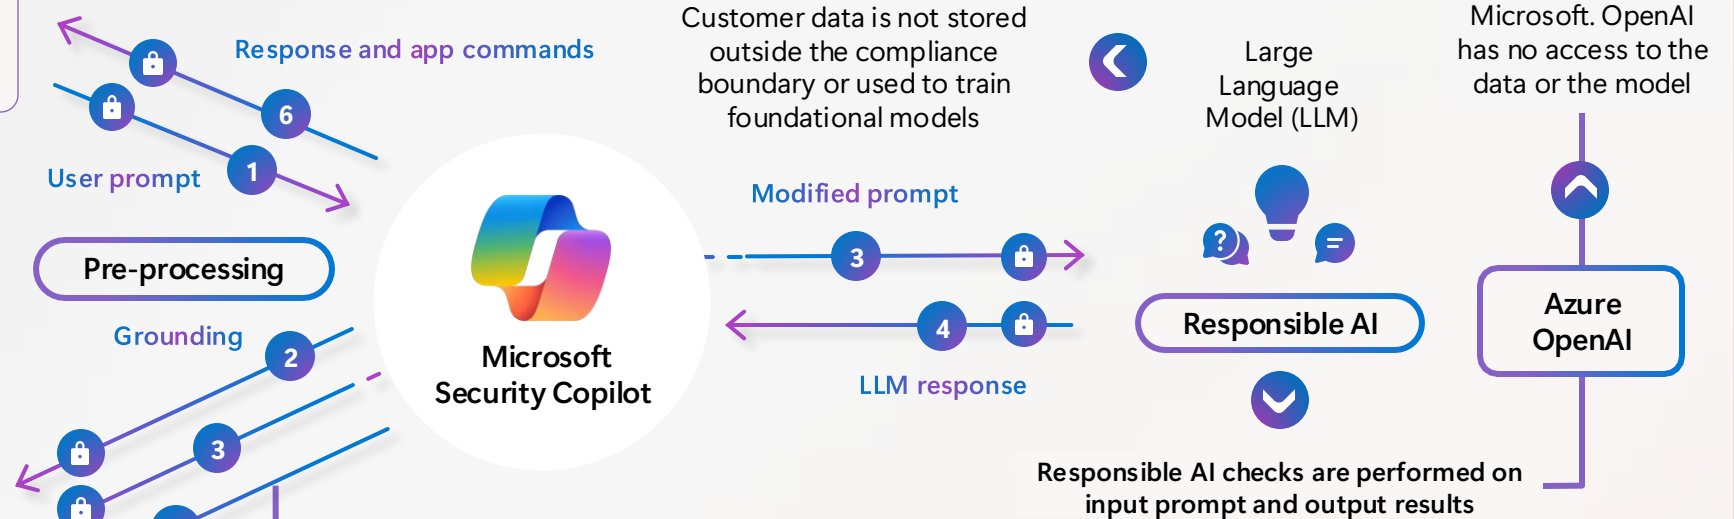 Response and app commands
6
1
User prompt
Pre-processing
Grounding
2
3
Microsoft
Security Copilot
Customer data is not stored
outside the compliance
boundary or used to train
foundational models
Modified prompt
3
4
LLM response
Large
Language
Model (LLM)
?
Responsible AI
Responsible AI checks are performed on
input prompt and output results
Microsoft. OpenAI
has no access to the
data or the model
Azure
OpenAI